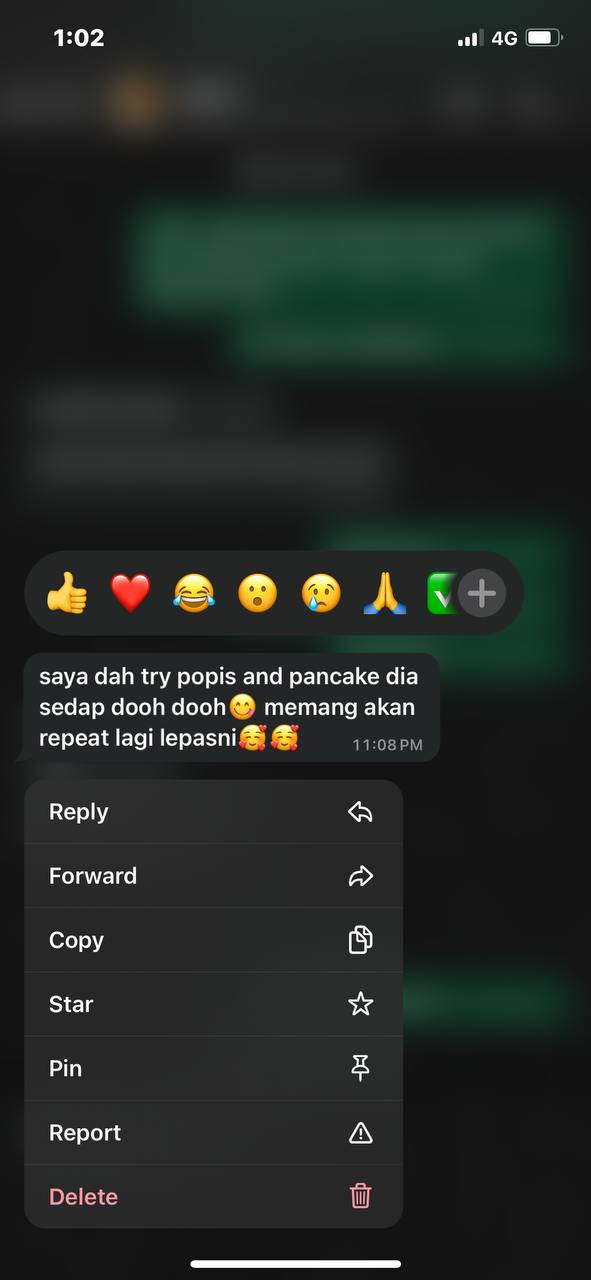 1:02
4G
saya dah try popis and pancake dia
sedap dooh dooh😋 memang akan
repeat lagi lepasni🥰🥰
11:08 PM
Reply
Forward
Copy
Star
Pin
Report
Delete